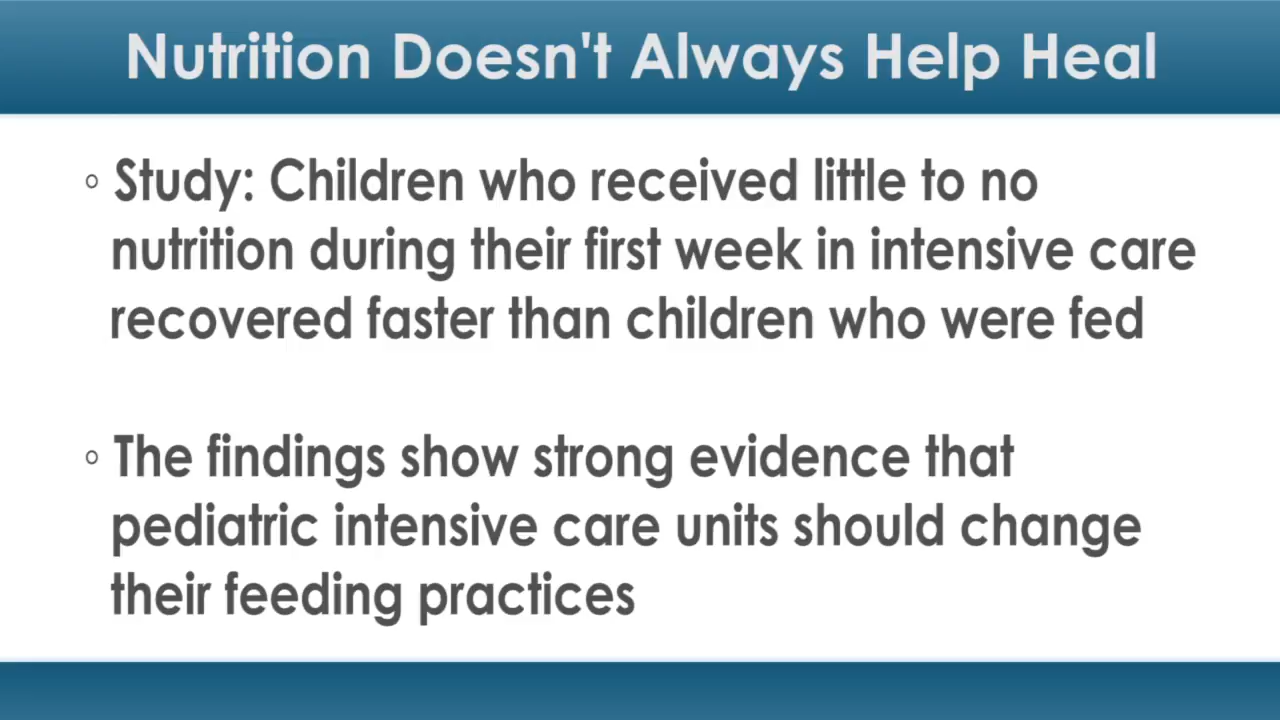 Nutrition Doesn't Always Help Heal
◦ Study: Children who received little to no
nutrition during their first week in intensive care
recovered faster than children who were fed
◦ The findings show strong evidence that
pediatric intensive care units should change
their feeding practices